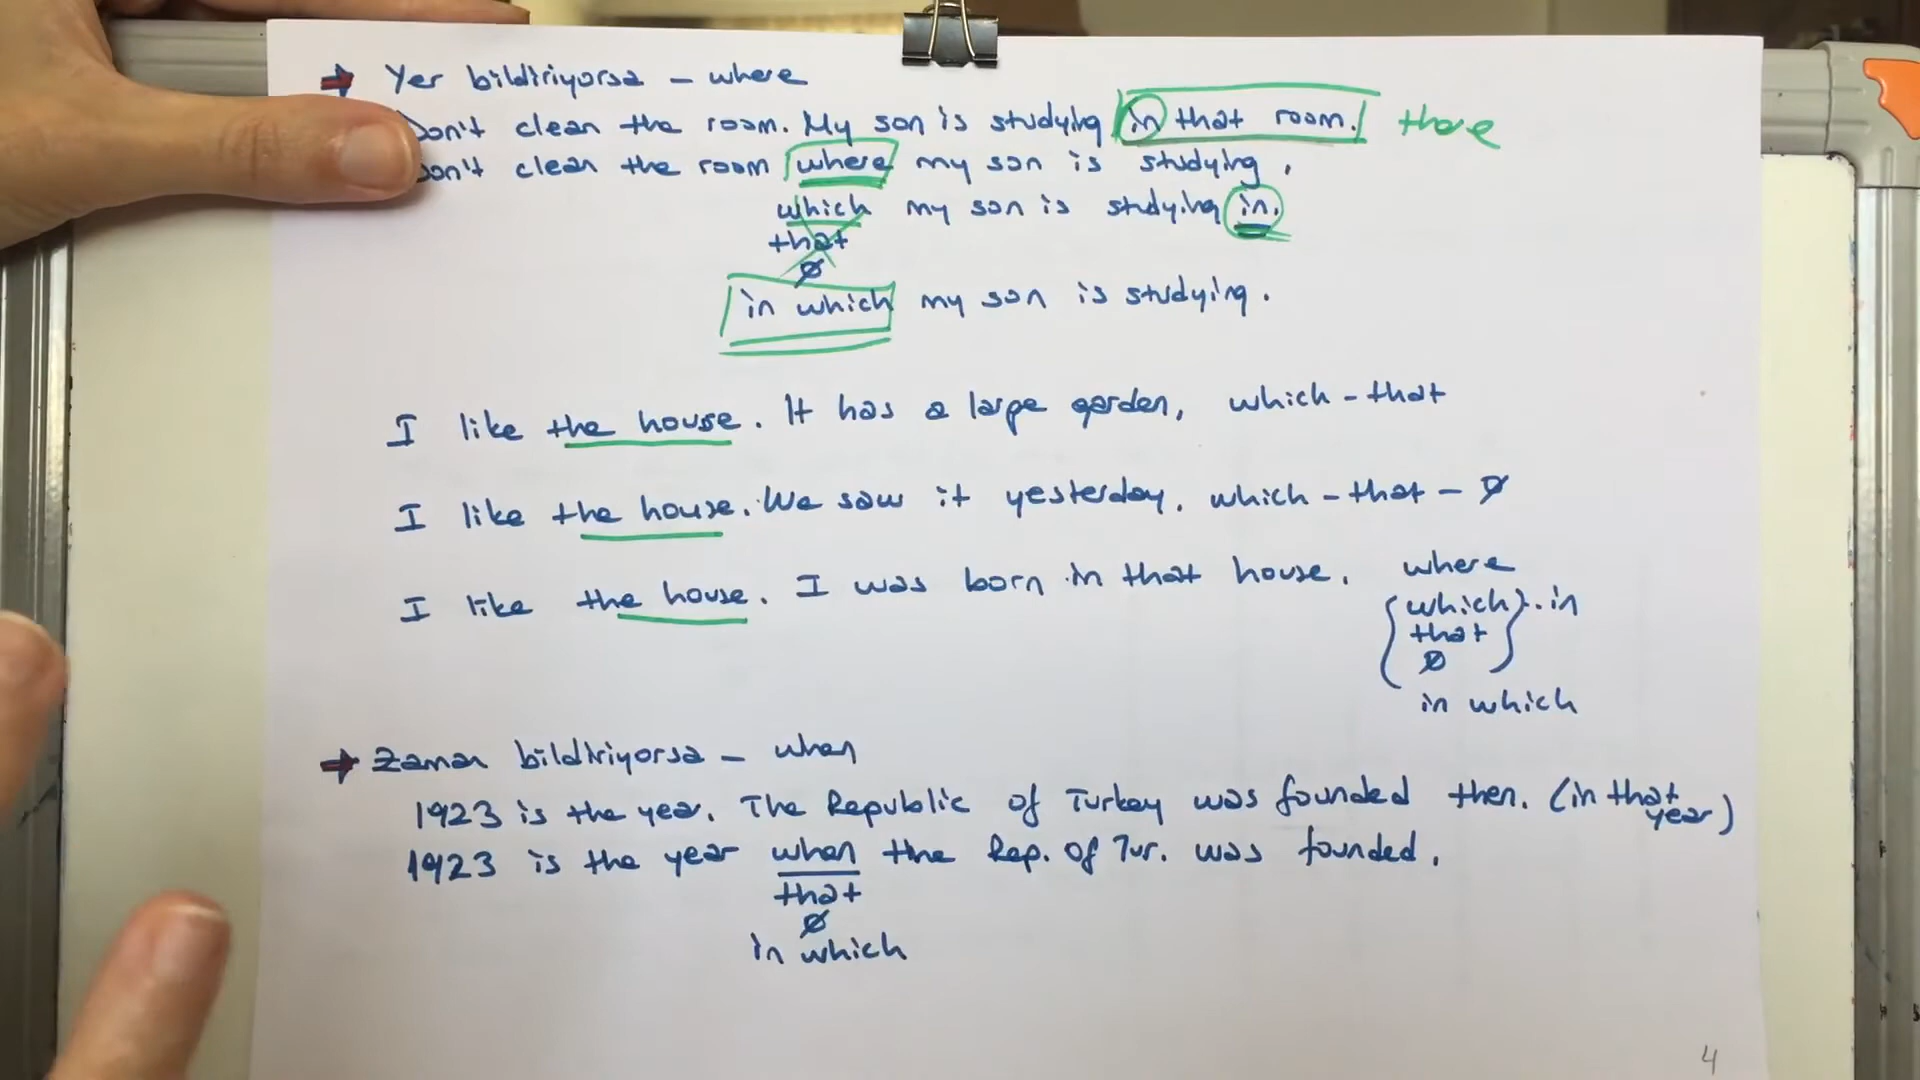 → Yer bildiriyorsa – where
Don't clean the room. My son is studying in that room. there
Don't clean the room where my son is studying.
which my son is studying in.
that
Ø
in which my son is studying.
I like the house. It has a large garden, which – that
I like the house. We saw it yesterday. which – that – Ø
I like the house. I was born in that house. where
{which}. in
that
Ø
in which
→ Zaman bildiriyorsa – when
1923 is the year. The Republic of Turkey was founded then. (in that year)
1923 is the year when the Rep. of Tur. was founded.
that
Ø
in which
4